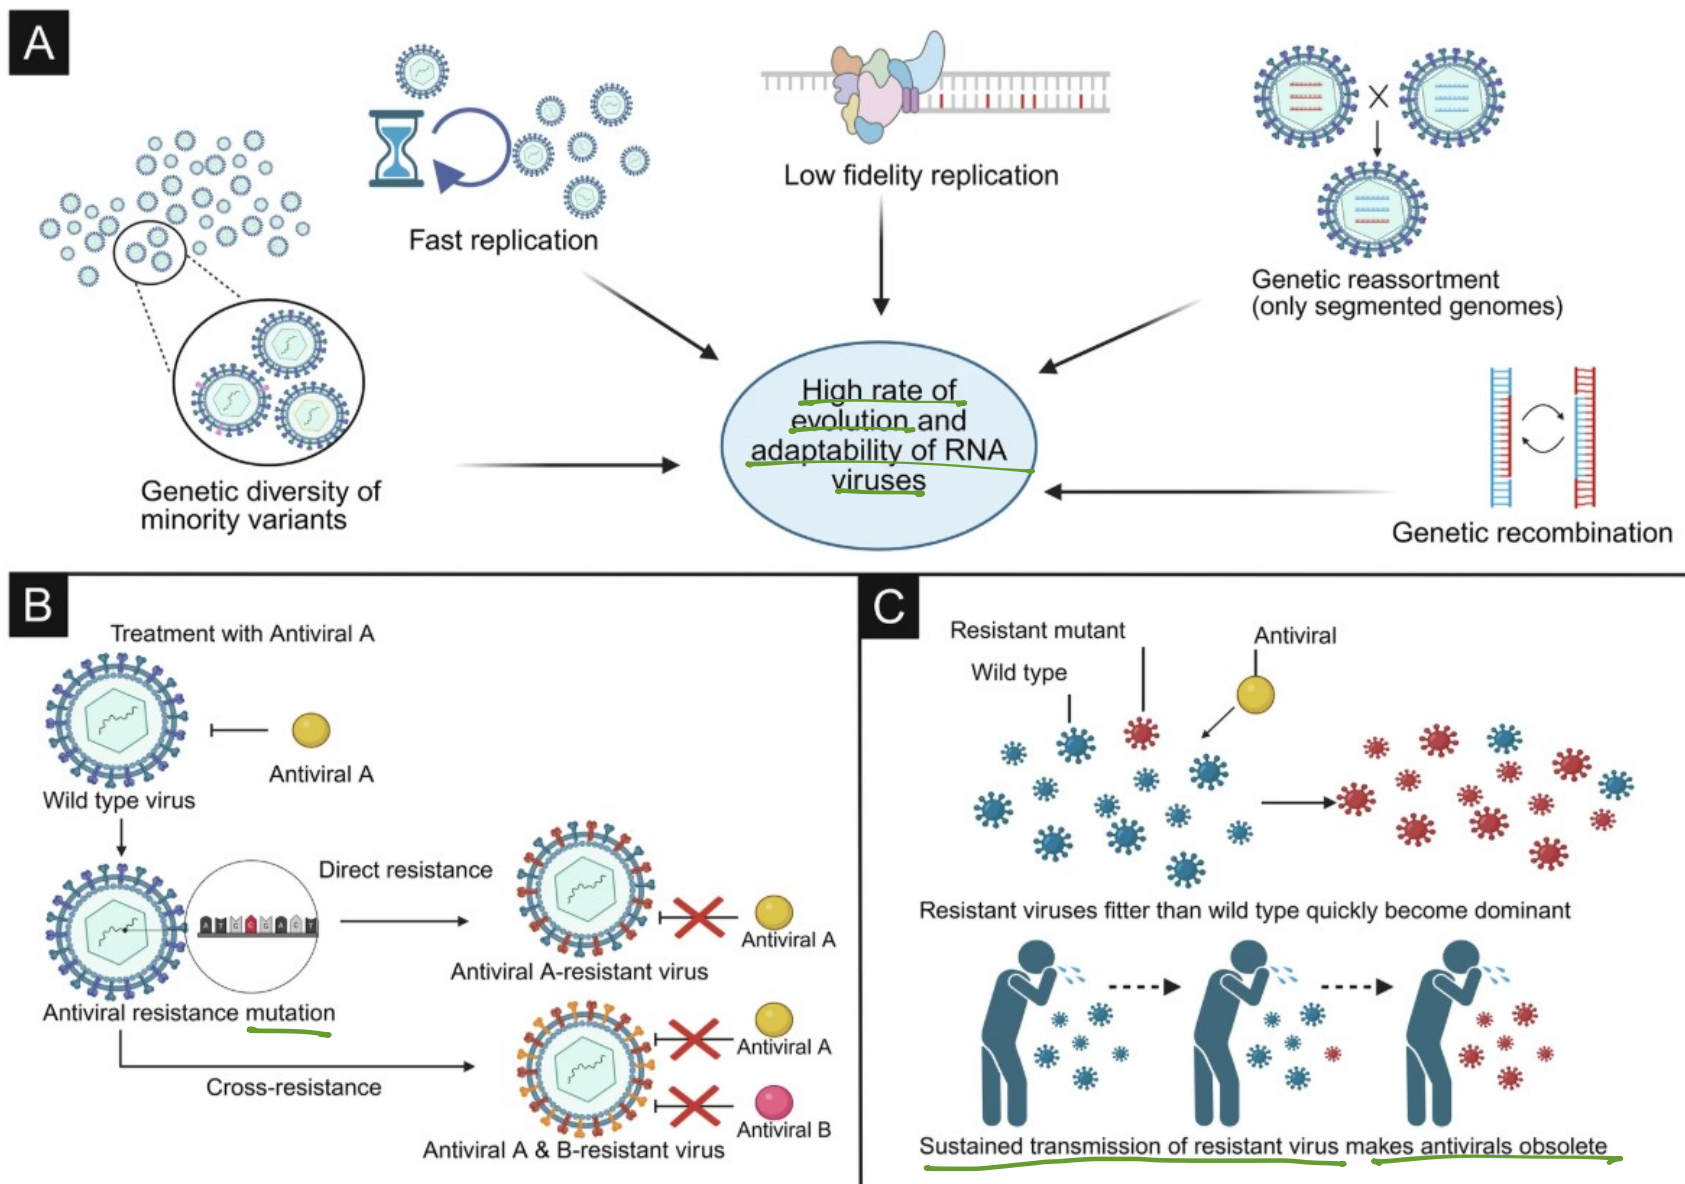 A
Fast replication
Low fidelity replication
Genetic reassortment
(only segmented genomes)
Genetic diversity of
minority variants
High rate of
evolution and
adaptability of RNA
viruses
Genetic recombination
B
Treatment with Antiviral A
Antiviral A
Wild type virus
A T G C G A C T
Direct resistance
Antiviral A
Antiviral A-resistant virus
Antiviral resistance mutation
Antiviral A
Cross-resistance
Antiviral B
Antiviral A & B-resistant virus
C
Resistant mutant
Antiviral
Wild type
Resistant viruses fitter than wild type quickly become dominant
Sustained transmission of resistant virus makes antivirals obsolete